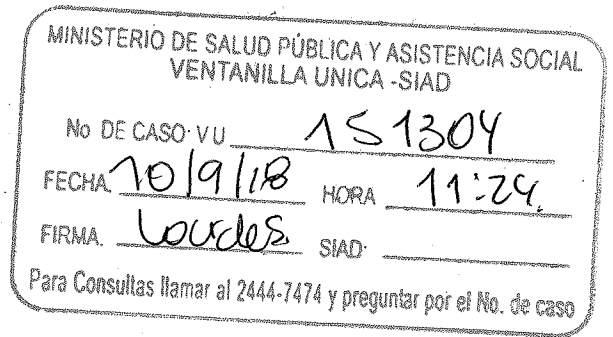 MINISTERIO DE SALUD PÚBLICA Y ASISTENCIA SOCIAL
VENTANILLA UNICA -SIAD
No DE CASO VU 151304
FECHA. 10/9/18 HORA 11:24.
FIRMA. Lourdes SIAD
Para Consultas llamar al 2444-7474 y preguntar por el No. de caso